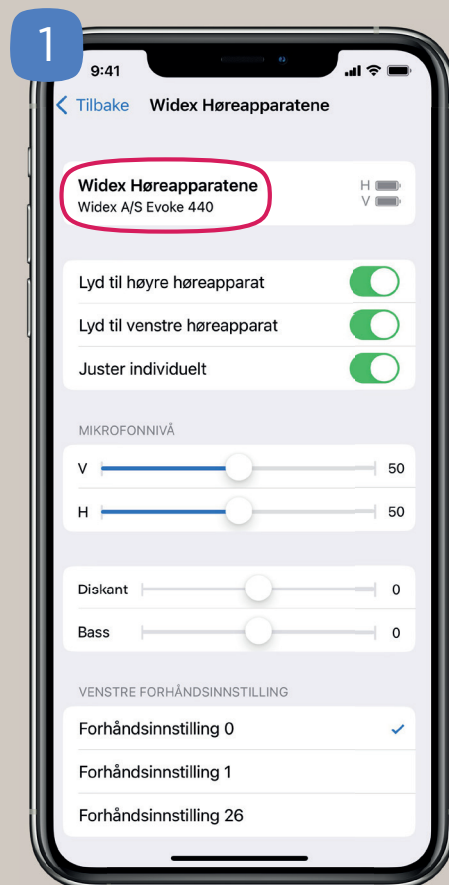 1
9:41
Tilbake Widex Høreapparatene
Widex Høreapparatene
Widex A/S Evoke 440
H
V
Lyd til høyre høreapparat
Lyd til venstre høreapparat
Juster individuelt
MIKROFONNIVÅ
V 50
H 50
Diskant 0
Bass 0
VENSTRE FORHÅNDSINNSTILLING
Forhåndsinnstilling 0
Forhåndsinnstilling 1
Forhåndsinnstilling 26